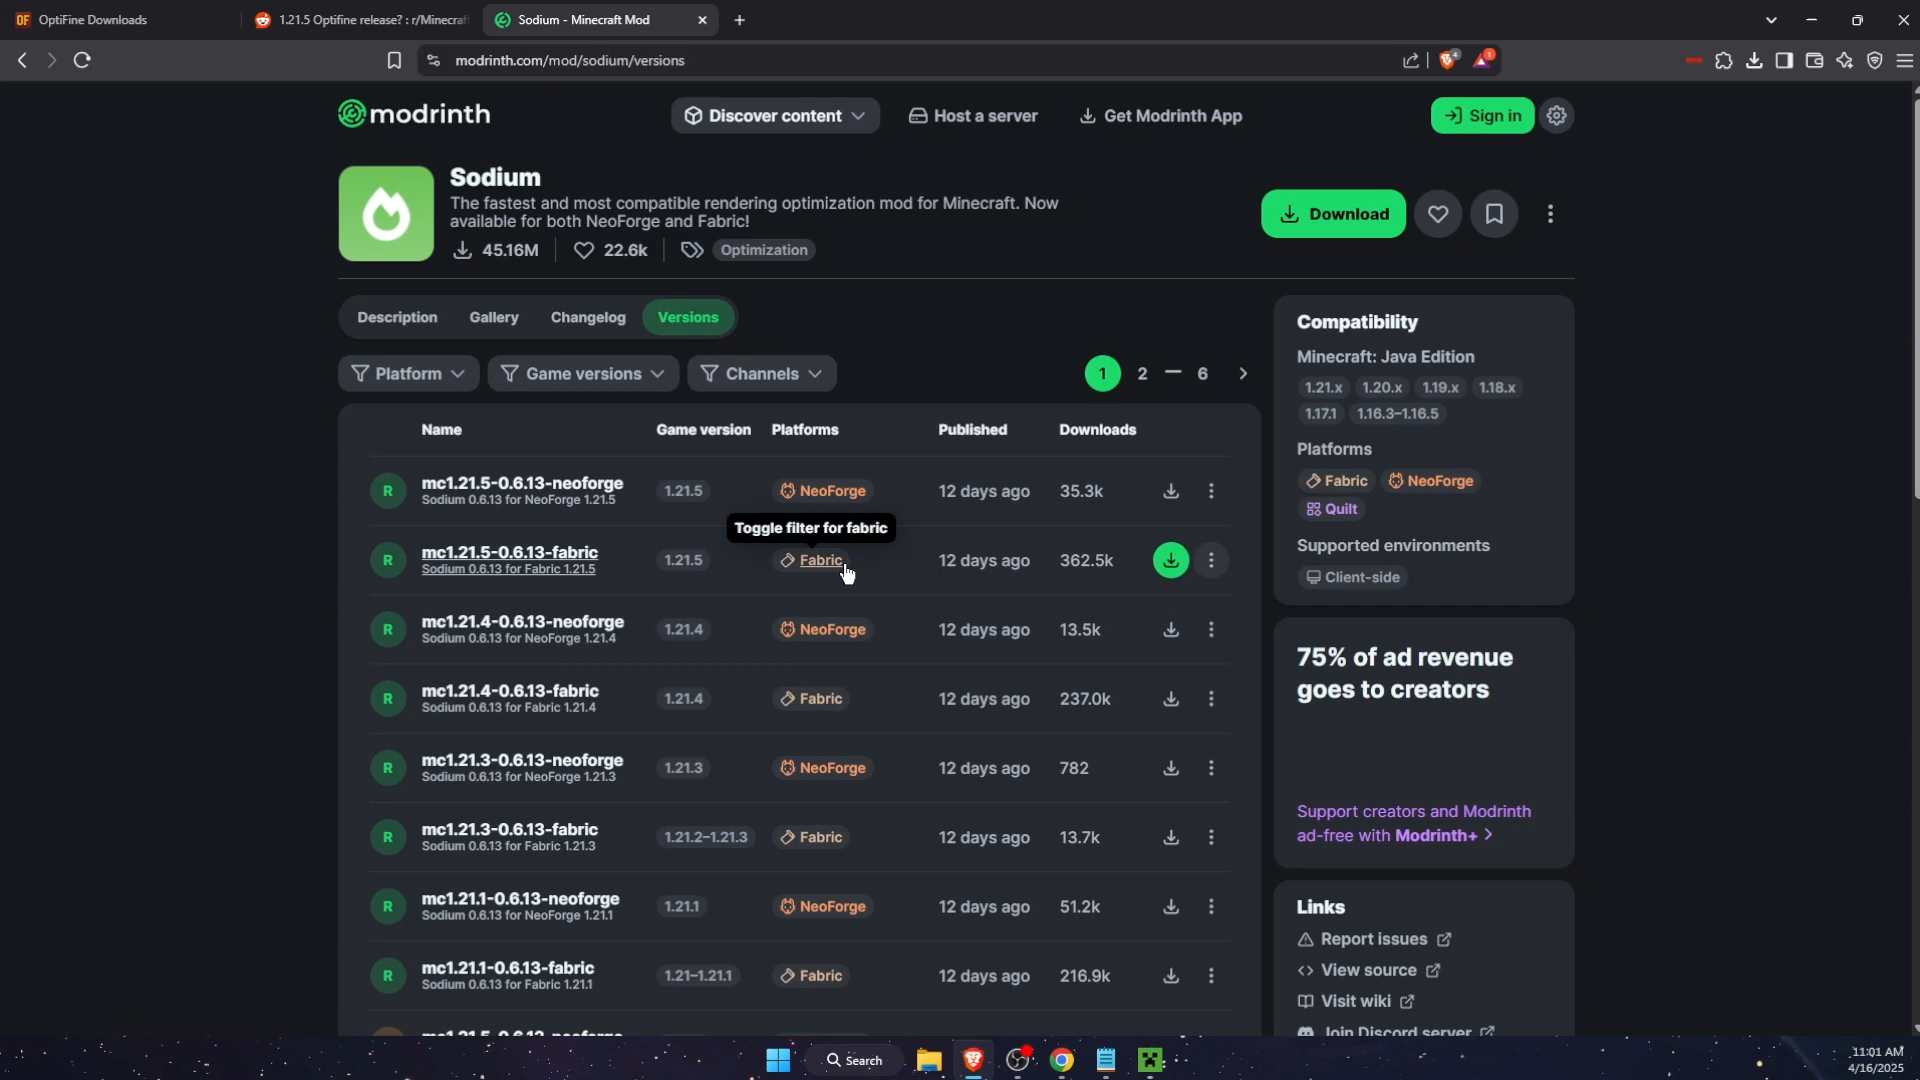 OptiFine Downloads
1.21.5 Optifine release? : r/Minecraf
Sodium - Minecraft Mod
modrinth.com/mod/sodium/versions
4
1
modrinth
Discover content
Host a server
Get Modrinth App
Sign in
Sodium
The fastest and most compatible rendering optimization mod for Minecraft. Now
available for both NeoForge and Fabric!
45.16M
22.6k
Optimization
Download
Description
Gallery
Changelog
Versions
Platform
Game versions
Channels
1 2 — 6
Name Game version Platforms Published Downloads
R mc1.21.5-0.6.13-neoforge 1.21.5 NeoForge 12 days ago 35.3k
Sodium 0.6.13 for NeoForge 1.21.5
Toggle filter for fabric
R mc1.21.5-0.6.13-fabric 1.21.5 Fabric 12 days ago 362.5k
Sodium 0.6.13 for Fabric 1.21.5
R mc1.21.4-0.6.13-neoforge 1.21.4 NeoForge 12 days ago 13.5k
Sodium 0.6.13 for NeoForge 1.21.4
R mc1.21.4-0.6.13-fabric 1.21.4 Fabric 12 days ago 237.0k
Sodium 0.6.13 for Fabric 1.21.4
R mc1.21.3-0.6.13-neoforge 1.21.3 NeoForge 12 days ago 782
Sodium 0.6.13 for NeoForge 1.21.3
R mc1.21.3-0.6.13-fabric 1.21.2–1.21.3 Fabric 12 days ago 13.7k
Sodium 0.6.13 for Fabric 1.21.3
R mc1.21.1-0.6.13-neoforge 1.21.1 NeoForge 12 days ago 51.2k
Sodium 0.6.13 for NeoForge 1.21.1
R mc1.21.1-0.6.13-fabric 1.21–1.21.1 Fabric 12 days ago 216.9k
Sodium 0.6.13 for Fabric 1.21.1
Compatibility
Minecraft: Java Edition
1.21.x 1.20.x 1.19.x 1.18.x
1.17.1 1.16.3–1.16.5
Platforms
Fabric NeoForge
Quilt
Supported environments
Client-side
75% of ad revenue
goes to creators
Support creators and Modrinth
ad-free with Modrinth+
Links
Report issues
View source
Visit wiki
Join Discord server
Search
11:01 AM
4/16/2025